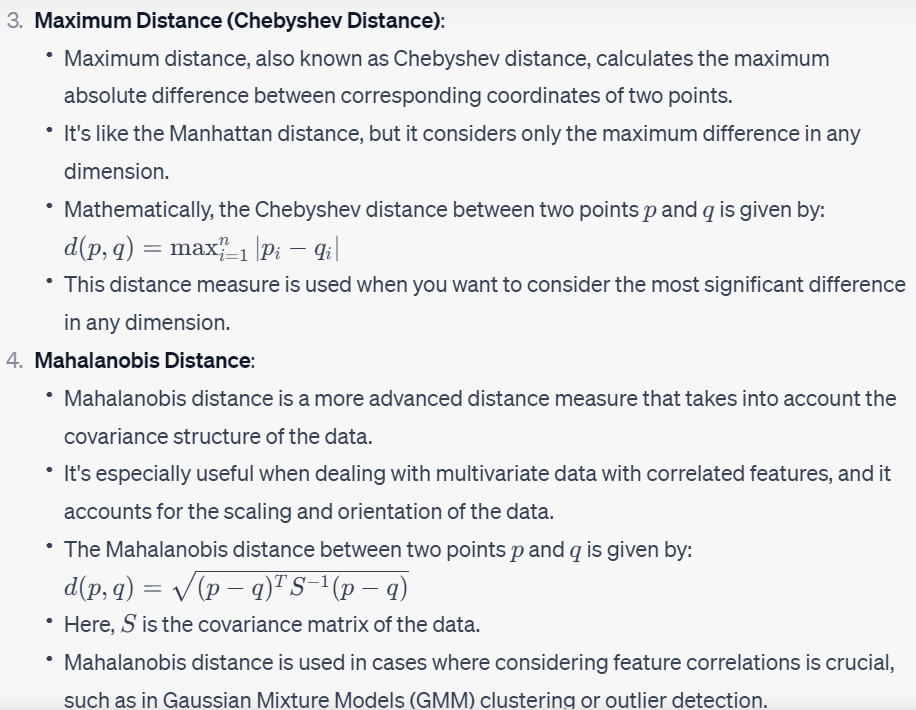 3. Maximum Distance (Chebyshev Distance):
• Maximum distance, also known as Chebyshev distance, calculates the maximum
absolute difference between corresponding coordinates of two points.
• It's like the Manhattan distance, but it considers only the maximum difference in any
dimension.
• Mathematically, the Chebyshev distance between two points p and q is given by:
d(p, q) = maxⁿᵢ₌₁ |pᵢ − qᵢ|
• This distance measure is used when you want to consider the most significant difference
in any dimension.
4. Mahalanobis Distance:
• Mahalanobis distance is a more advanced distance measure that takes into account the
covariance structure of the data.
• It's especially useful when dealing with multivariate data with correlated features, and it
accounts for the scaling and orientation of the data.
• The Mahalanobis distance between two points p and q is given by:
d(p, q) = √(p − q)ᵀS⁻¹(p − q)
• Here, S is the covariance matrix of the data.
• Mahalanobis distance is used in cases where considering feature correlations is crucial,
such as in Gaussian Mixture Models (GMM) clustering or outlier detection.